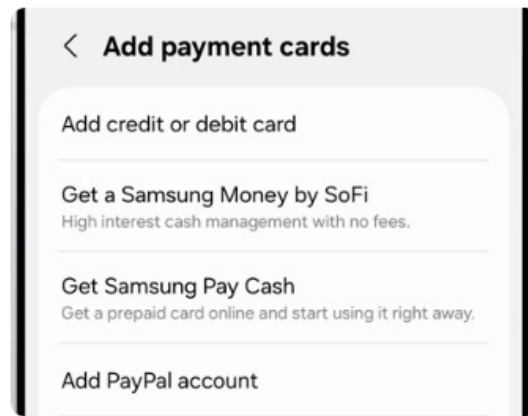 Add payment cards
Add credit or debit card
Get a Samsung Money by SoFi
High interest cash management with no fees.
Get Samsung Pay Cash
Get a prepaid card online and start using it right away.
Add PayPal account